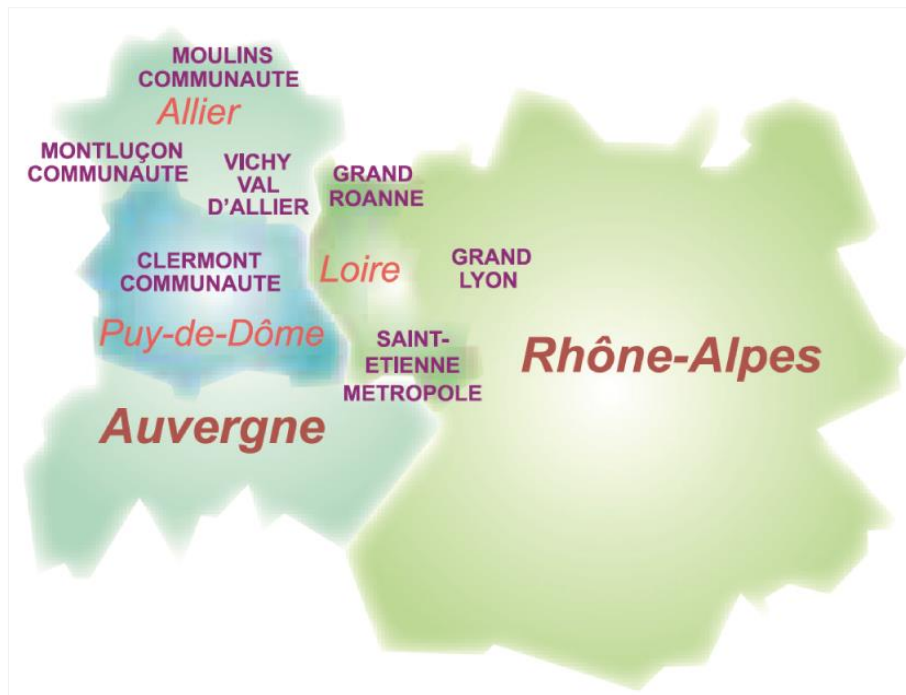 MOULINS
COMMUNAUTE
Allier
MONTLUÇON
COMMUNAUTE
VICHY
VAL
D'ALLIER
GRAND
ROANNE
CLERMONT
COMMUNAUTE
Loire
GRAND
LYON
Puy-de-Dôme
SAINT-
ETIENNE
METROPOLE
Rhône-Alpes
Auvergne